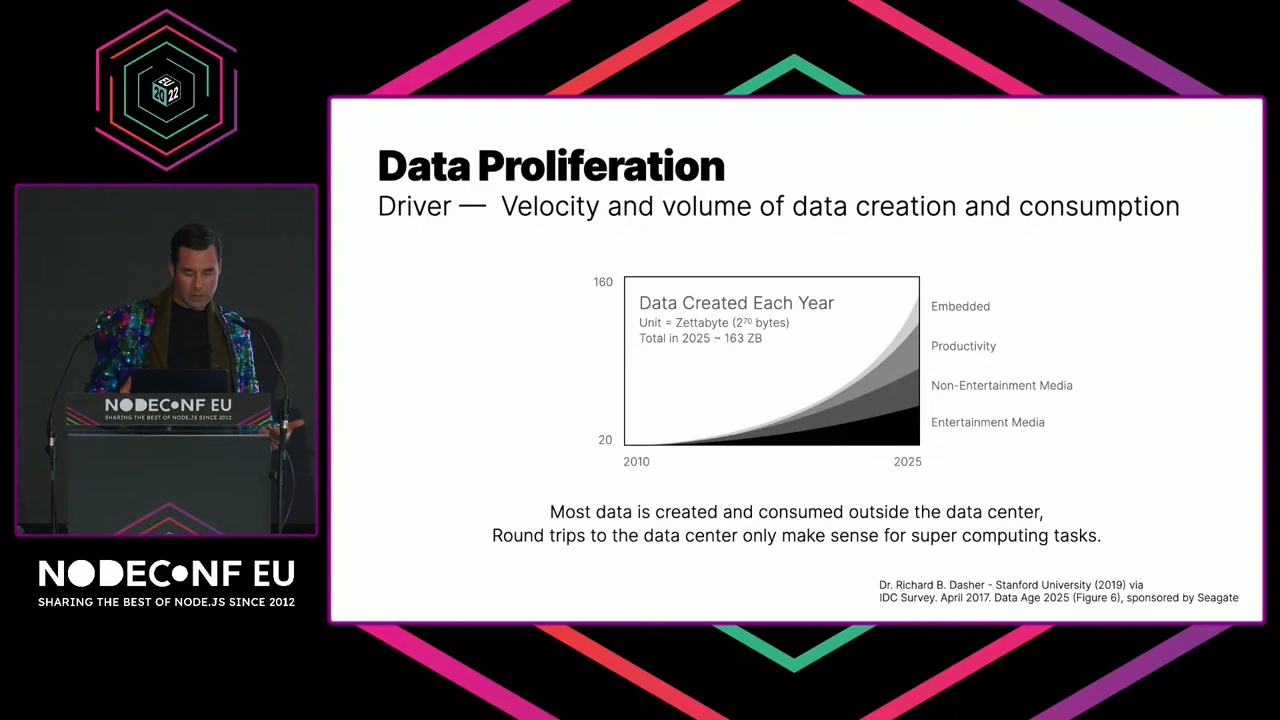 EU
20 22
NODECONF EU
SHARING THE BEST OF NODE.JS SINCE 2012
NODECONF EU
SHARING THE BEST OF NODE.JS SINCE 2012
Data Proliferation
Driver — Velocity and volume of data creation and consumption
160
Data Created Each Year
Unit = Zettabyte (2⁷⁰ bytes)
Total in 2025 ~ 163 ZB
Embedded
Productivity
Non-Entertainment Media
Entertainment Media
20
2010
2025
Most data is created and consumed outside the data center,
Round trips to the data center only make sense for super computing tasks.
Dr. Richard B. Dasher - Stanford University (2019) via
IDC Survey. April 2017. Data Age 2025 (Figure 6), sponsored by Seagate